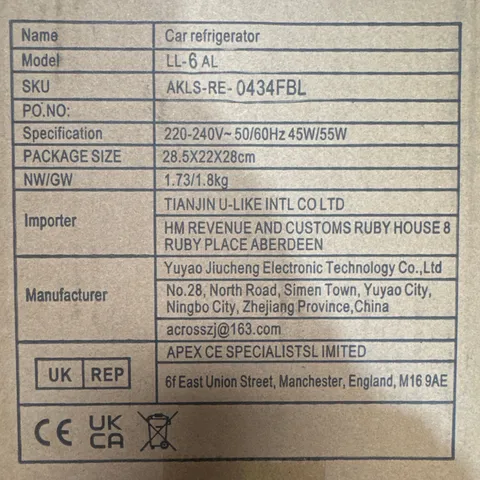 Name Car refrigerator
Model LL-6 AL
SKU AKLS-RE-0434FBL
PO.NO:
Specification 220-240V~ 50/60Hz 45W/55W
PACKAGE SIZE 28.5X22X28cm
NW/GW 1.73/1.8kg
Importer
TIANJIN U-LIKE INTL CO LTD
HM REVENUE AND CUSTOMS RUBY HOUSE 8
RUBY PLACE ABERDEEN
Manufacturer
Yuyao Jiucheng Electronic Technology Co.,Ltd
No.28, North Road, Simen Town, Yuyao City,
Ningbo City, Zhejiang Province,China
acrosszj@163.com
UK REP
APEX CE SPECIALISTSL IMITED
6f East Union Street, Manchester, England, M16 9AE
CE UK
CA